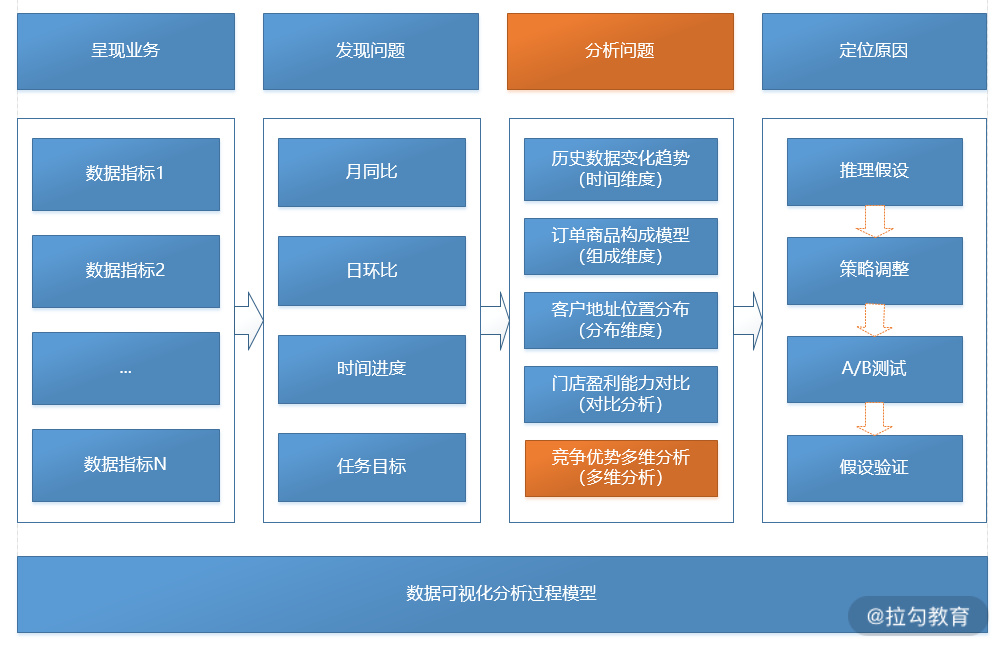 呈现业务
发现问题
分析问题
定位原因
数据指标1
数据指标2
...
数据指标N
月同比
日环比
时间进度
任务目标
历史数据变化趋势
（时间维度）
订单商品构成模型
（组成维度）
客户地址位置分布
（分布维度）
门店盈利能力对比
（对比分析）
竞争优势多维分析
（多维分析）
推理假设
策略调整
A/B测试
假设验证
数据可视化分析过程模型
@拉勾教育